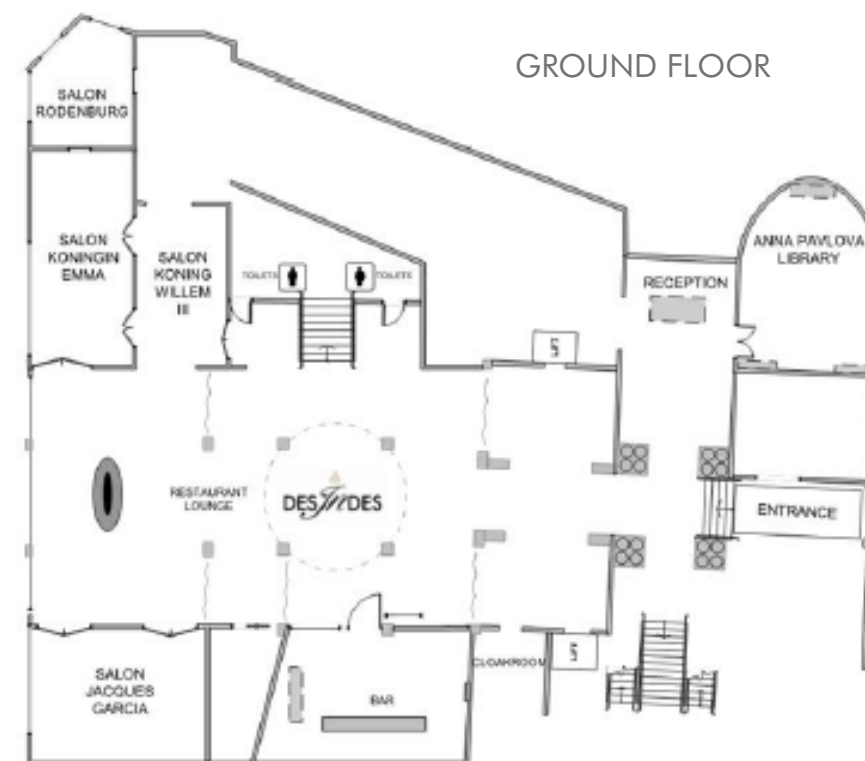 GROUND FLOOR
SALON
RODENBURG
SALON
KONINGIN
EMMA
SALON
KONING
WILLEM
III
TOILETS
TOILETS
RECEPTION
ANNA PAVLOVA
LIBRARY
RESTAURANT
LOUNGE
DES INDES
ENTRANCE
SALON
JACQUES
GARCIA
BAR
CLOAKROOM